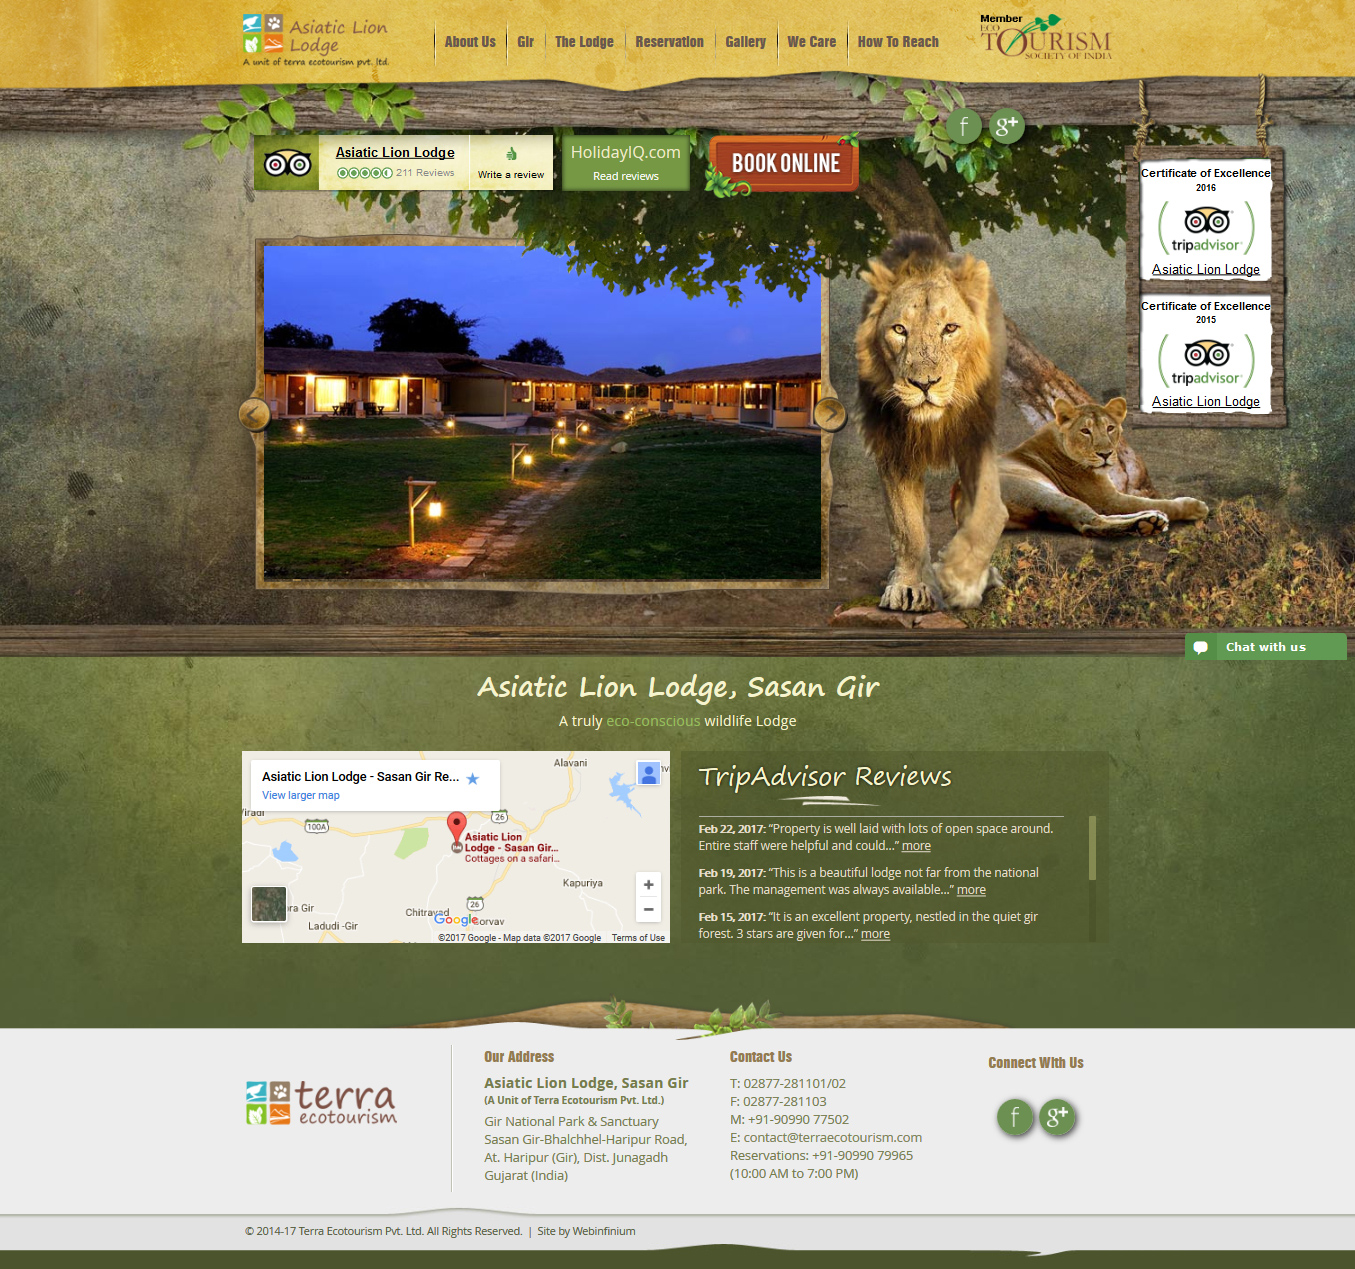 Asiatic Lion
Lodge
A unit of terra ecotourism pvt. ltd.
About Us
Gir
The Lodge
Reservation
Gallery
We Care
How To Reach
Member
ECO
TOURISM
SOCIETY OF INDIA
f
g+
Asiatic Lion Lodge
211 Reviews
Write a review
HolidayIQ.com
Read reviews
BOOK ONLINE
Certificate of Excellence
2016
tripadvisor
Asiatic Lion Lodge
Certificate of Excellence
2015
tripadvisor
Asiatic Lion Lodge
Chat with us
Asiatic Lion Lodge, Sasan Gir
A truly eco-conscious wildlife Lodge
Asiatic Lion Lodge - Sasan Gir Re...
View larger map
Alavani
100A
26
Asiatic Lion
Lodge - Sasan Gir...
Cottages on a safari...
Kapuriya
26
ra Gir
Chitravad
Google
Ladudi -Gir
©2017 Google - Map data ©2017 Google
Terms of Use
TripAdvisor Reviews
Feb 22, 2017: "Property is well laid with lots of open space around.
Entire staff were helpful and could..." more
Feb 19, 2017: "This is a beautiful lodge not far from the national
park. The management was always available..." more
Feb 15, 2017: "It is an excellent property, nestled in the quiet gir
forest. 3 stars are given for..." more
terra
ecotourism
Our Address
Asiatic Lion Lodge, Sasan Gir
(A Unit of Terra Ecotourism Pvt. Ltd.)
Gir National Park & Sanctuary
Sasan Gir-Bhalchhel-Haripur Road,
At. Haripur (Gir), Dist. Junagadh
Gujarat (India)
Contact Us
T: 02877-281101/02
F: 02877-281103
M: +91-90990 77502
E: contact@terraecotourism.com
Reservations: +91-90990 79965
(10:00 AM to 7:00 PM)
Connect With Us
f
g+
© 2014-17 Terra Ecotourism Pvt. Ltd. All Rights Reserved. | Site by Webinfinium